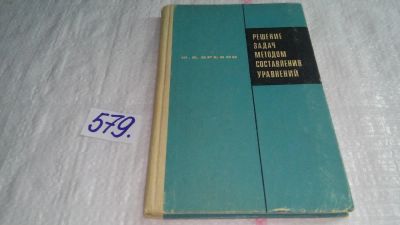 579.
РЕШЕНИЕ
ЗАДАЧ
МЕТОДОМ
СОСТАВЛЕНИЯ
УРАВНЕНИЙ